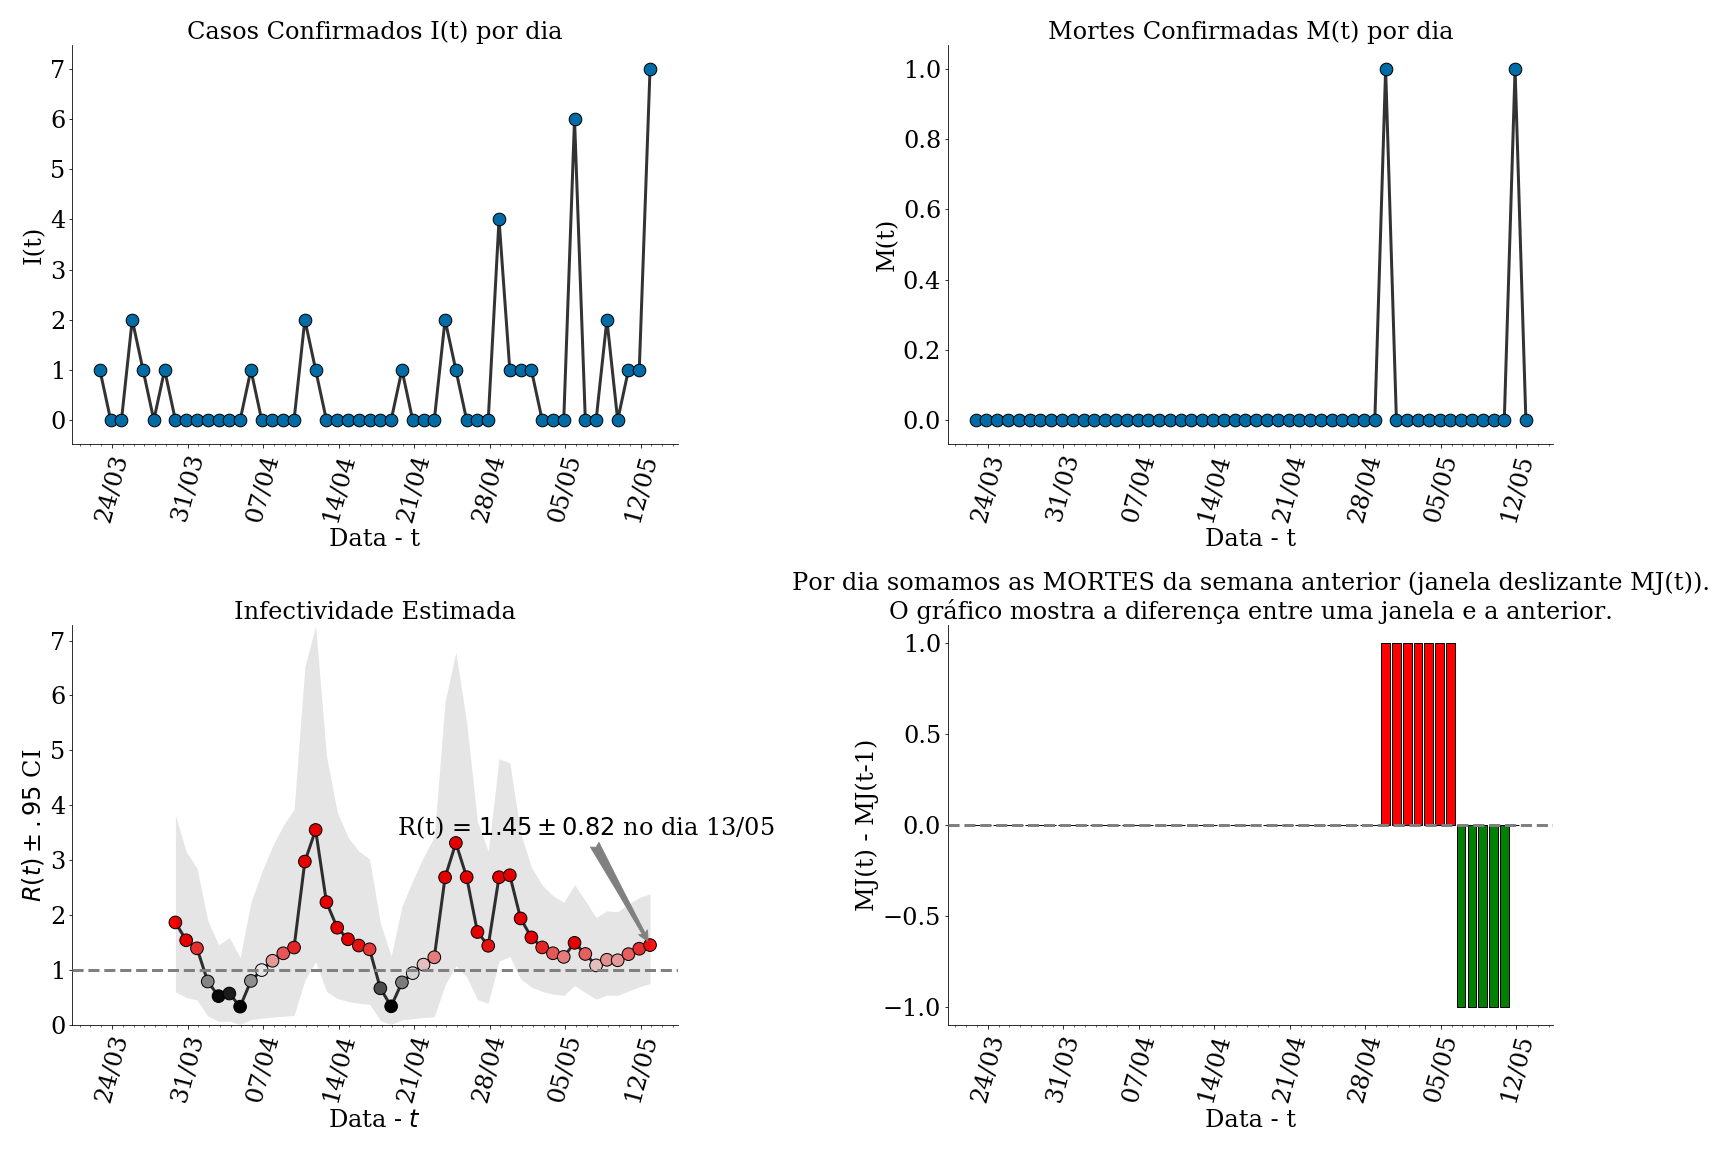 Casos Confirmados I(t) por dia
I(t)
7
6
5
4
3
2
1
0
24/03 31/03 07/04 14/04 21/04 28/04 05/05 12/05
Data - t
Mortes Confirmadas M(t) por dia
M(t)
1.0
0.8
0.6
0.4
0.2
0.0
24/03 31/03 07/04 14/04 21/04 28/04 05/05 12/05
Data - t
Infectividade Estimada
R(t) ± .95 CI
7
6
5
4
3
2
1
0
R(t) = 1.45 ± 0.82 no dia 13/05
24/03 31/03 07/04 14/04 21/04 28/04 05/05 12/05
Data - t
Por dia somamos as MORTES da semana anterior (janela deslizante MJ(t)).
O gráfico mostra a diferença entre uma janela e a anterior.
MJ(t) - MJ(t-1)
1.0
0.5
0.0
−0.5
−1.0
24/03 31/03 07/04 14/04 21/04 28/04 05/05 12/05
Data - t